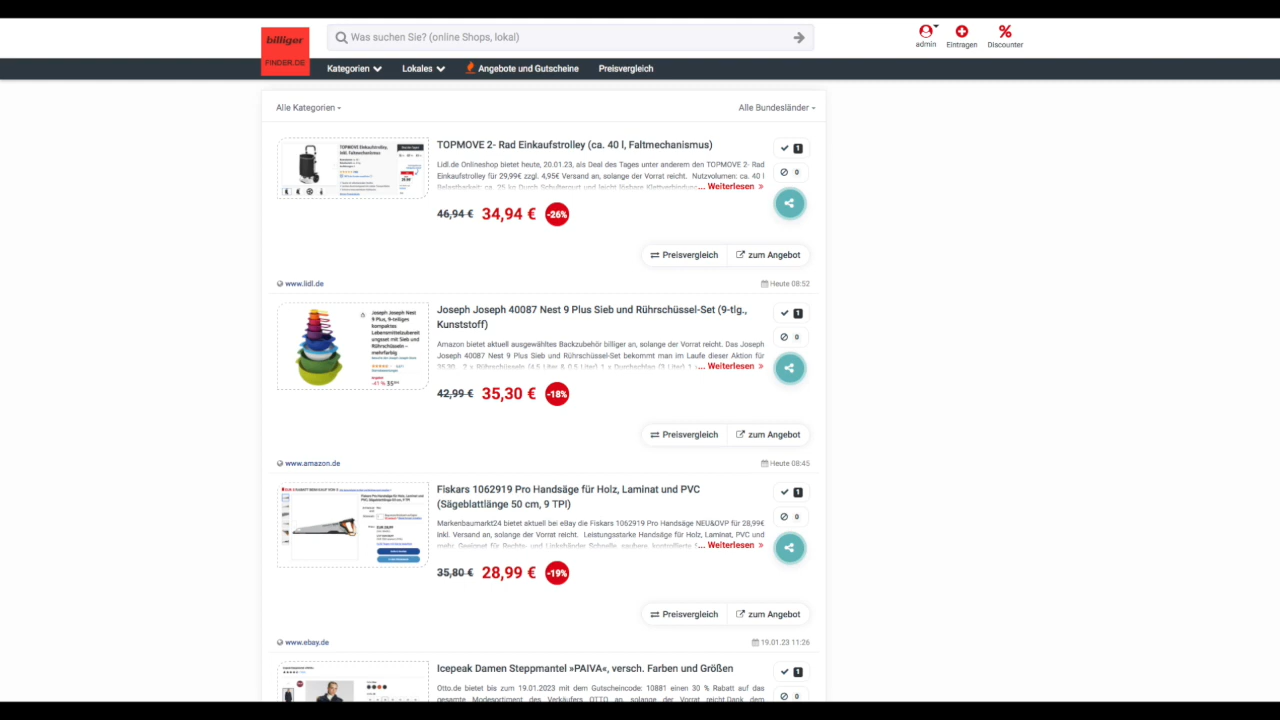 billiger
FINDER.DE
Was suchen Sie? (online Shops, lokal)
admin
Eintragen
Discounter
Kategorien
Lokales
Angebote und Gutscheine
Preisvergleich
Alle Kategorien
Alle Bundesländer
TOPMOVE 2- Rad Einkaufstrolley (ca. 40 l, Faltmechanismus)
1
Lidl.de Onlineshop bietet heute, 20.01.23, als Deal des Tages unter anderem den TOPMOVE 2- Rad
Einkaufstrolley für 29,99€ zzgl. 4,95€ Versand an, solange der Vorrat reicht. Nutzvolumen: ca. 40 l
0
... Weiterlesen »
46,94 € 34,94 € -26%
Preisvergleich
zum Angebot
www.lidl.de
Heute 08:52
Joseph Joseph 40087 Nest 9 Plus Sieb und Rührschüssel-Set (9-tlg.,
Kunststoff)
1
Amazon bietet aktuell ausgewähltes Backzubehör billiger an, solange der Vorrat reicht. Das Joseph
Joseph 40087 Nest 9 Plus Sieb und Rührschüssel-Set bekommt man im Laufe dieser Aktion für
0
... Weiterlesen »
42,99 € 35,30 € -18%
Preisvergleich
zum Angebot
www.amazon.de
Heute 08:45
Fiskars 1062919 Pro Handsäge für Holz, Laminat und PVC
(Sägeblattlänge 50 cm, 9 TPI)
1
Markenbaumarkt24 bietet aktuell bei eBay die Fiskars 1062919 Pro Handsäge NEU&OVP für 28,99€
inkl. Versand an, solange der Vorrat reicht. Leistungsstarke Handsäge für Holz, Laminat, PVC und
0
... Weiterlesen »
35,80 € 28,99 € -19%
Preisvergleich
zum Angebot
www.ebay.de
19.01.23 11:26
Icepeak Damen Steppmantel »PAIVA«, versch. Farben und Größen
1
Otto.de bietet bis zum 19.01.2023 mit dem Gutscheincode: 10881 einen 30 % Rabatt auf das
gesamte Modesortiment des Verkäufers OTTO an, solange der Vorrat reicht.Dank dem
0